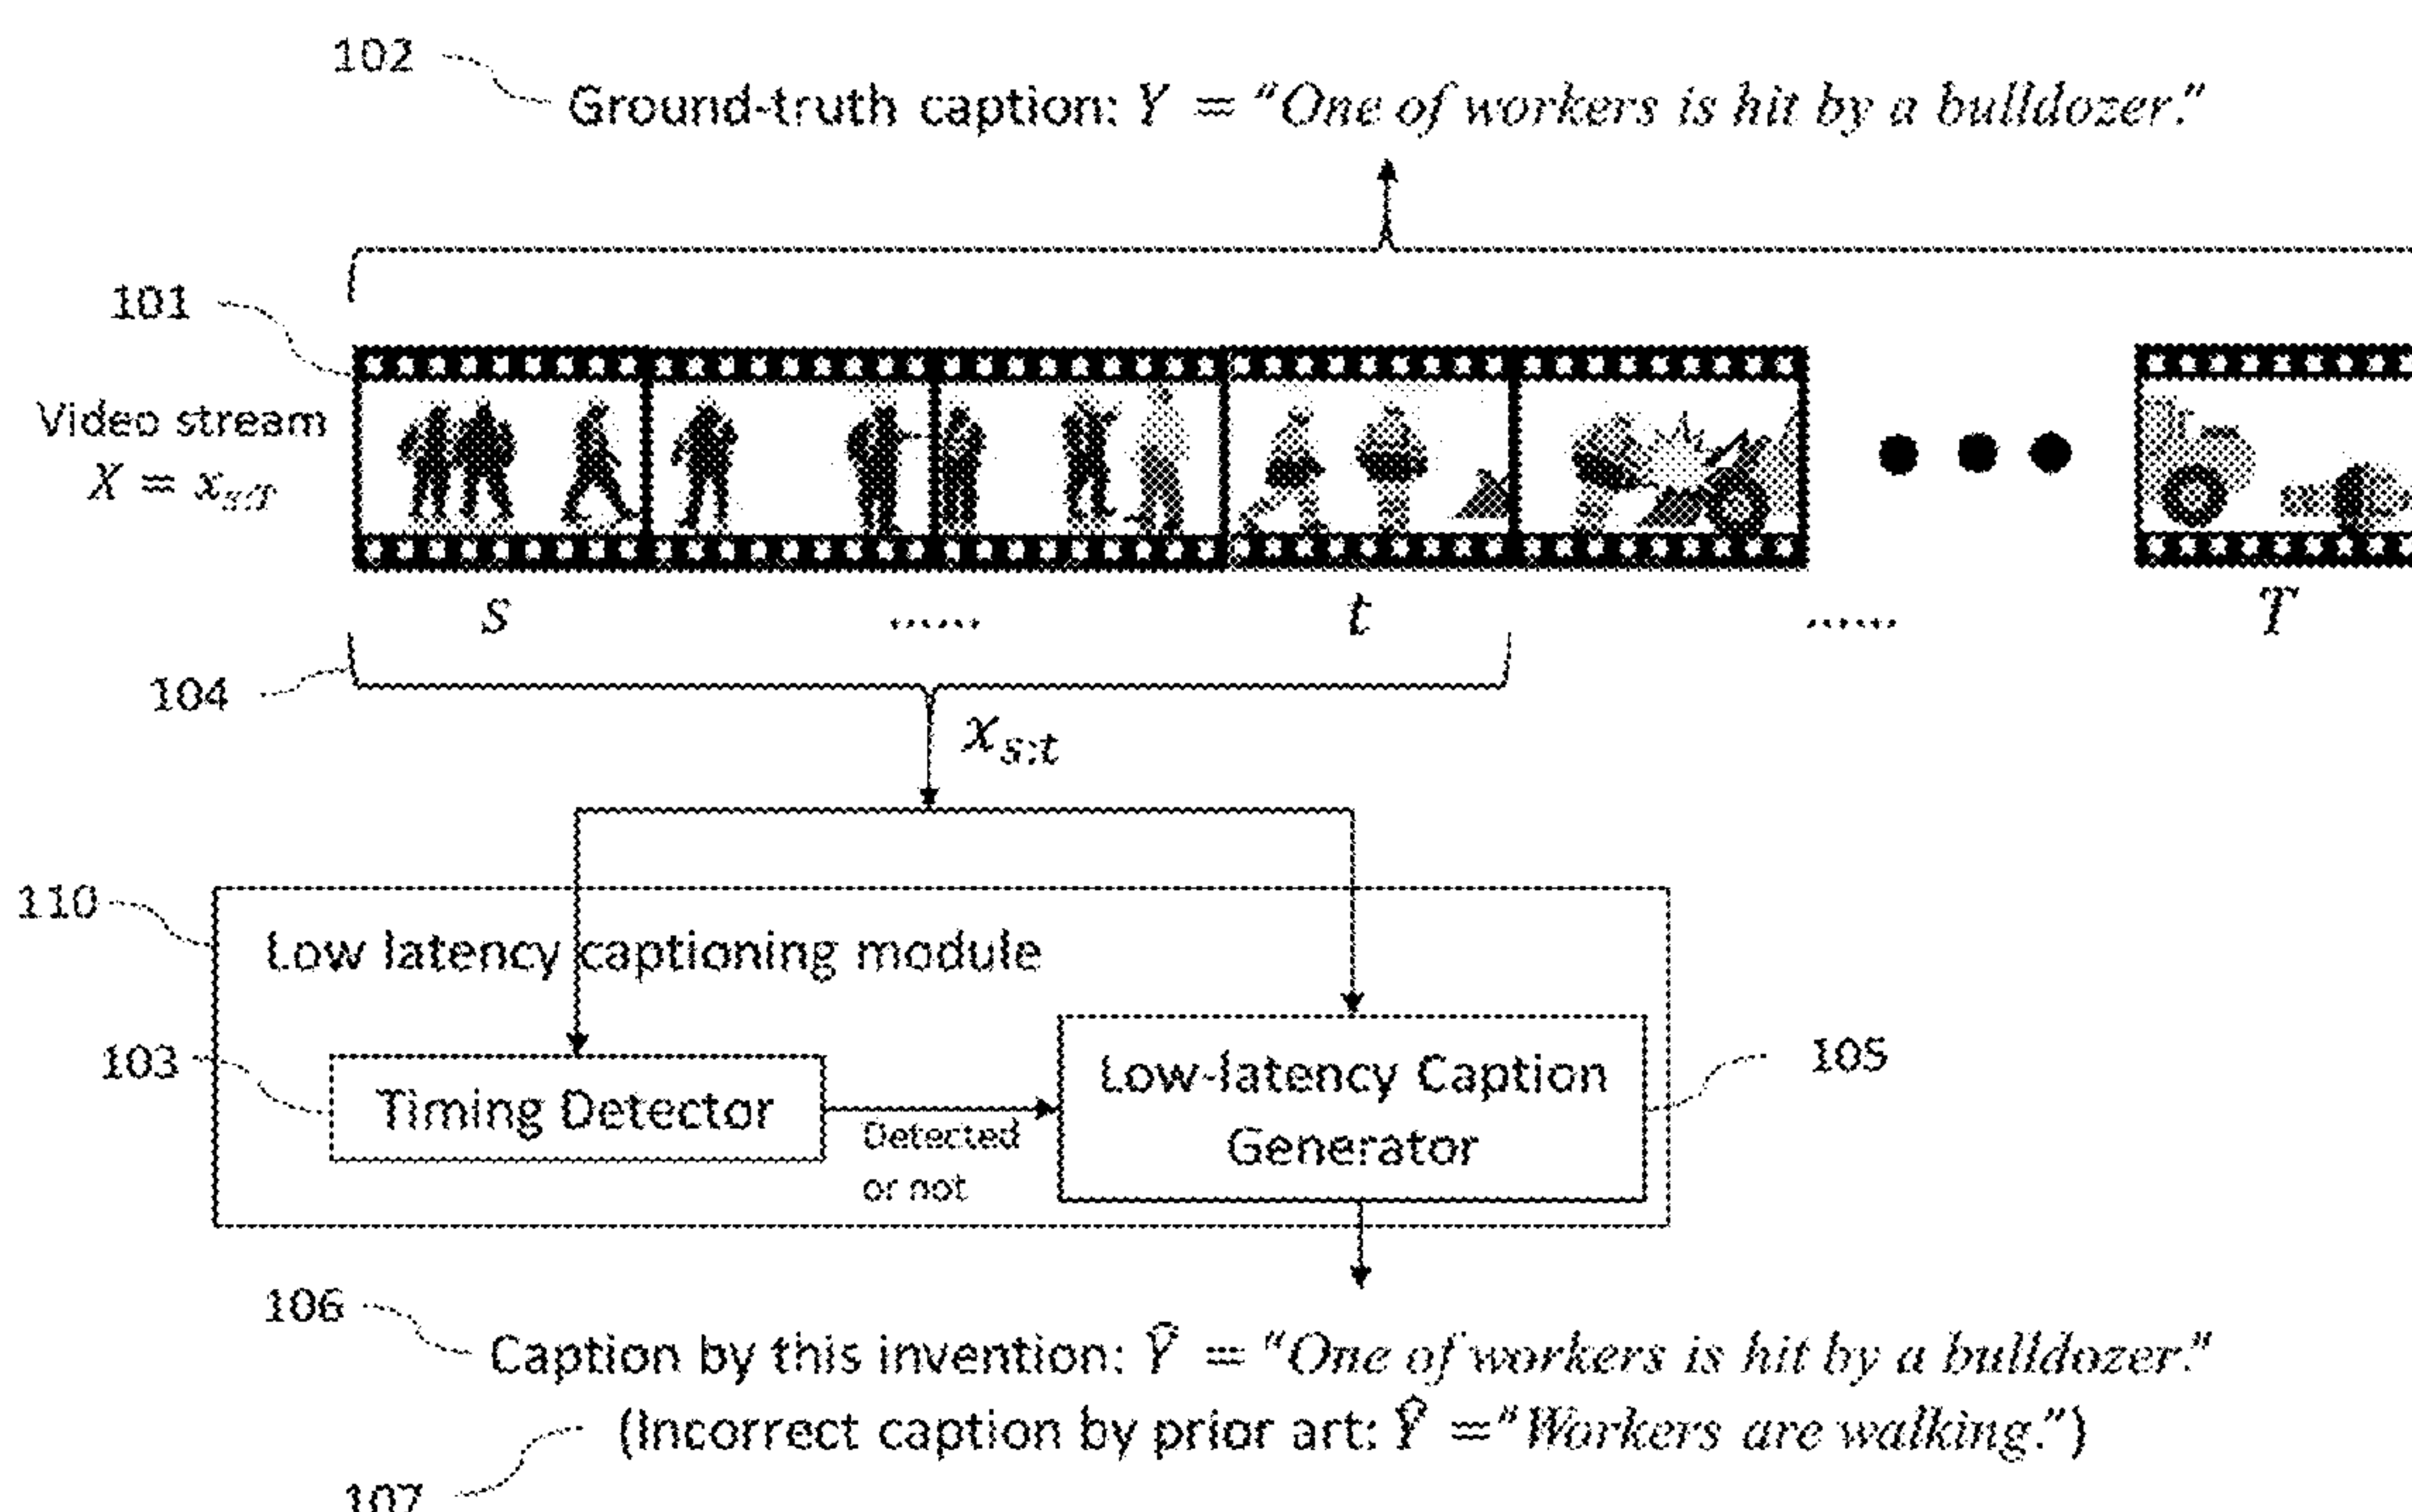 102
Ground-truth caption: Y = "One of workers is hit by a bulldozer."
101
Video stream
X = x_{s:T}
s ...... t ...... T
104
x_{s:t}
110
Low latency captioning module
103
Timing Detector
Detected
or not
Low-latency Caption
Generator
105
106
Caption by this invention: Ŷ = "One of workers is hit by a bulldozer."
(Incorrect caption by prior art: Ŷ ="Workers are walking.")
107